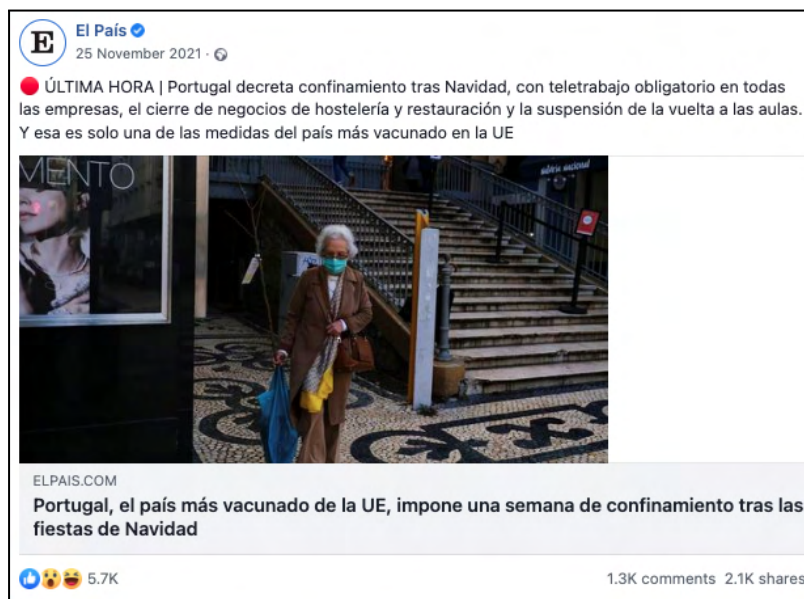 E
El País
25 November 2021 ·
ÚLTIMA HORA | Portugal decreta confinamiento tras Navidad, con teletrabajo obligatorio en todas
las empresas, el cierre de negocios de hostelería y restauración y la suspensión de la vuelta a las aulas.
Y esa es solo una de las medidas del país más vacunado en la UE
MENTO
nacional
ELPAIS.COM
Portugal, el país más vacunado de la UE, impone una semana de confinamiento tras las
fiestas de Navidad
5.7K
1.3K comments 2.1K shares